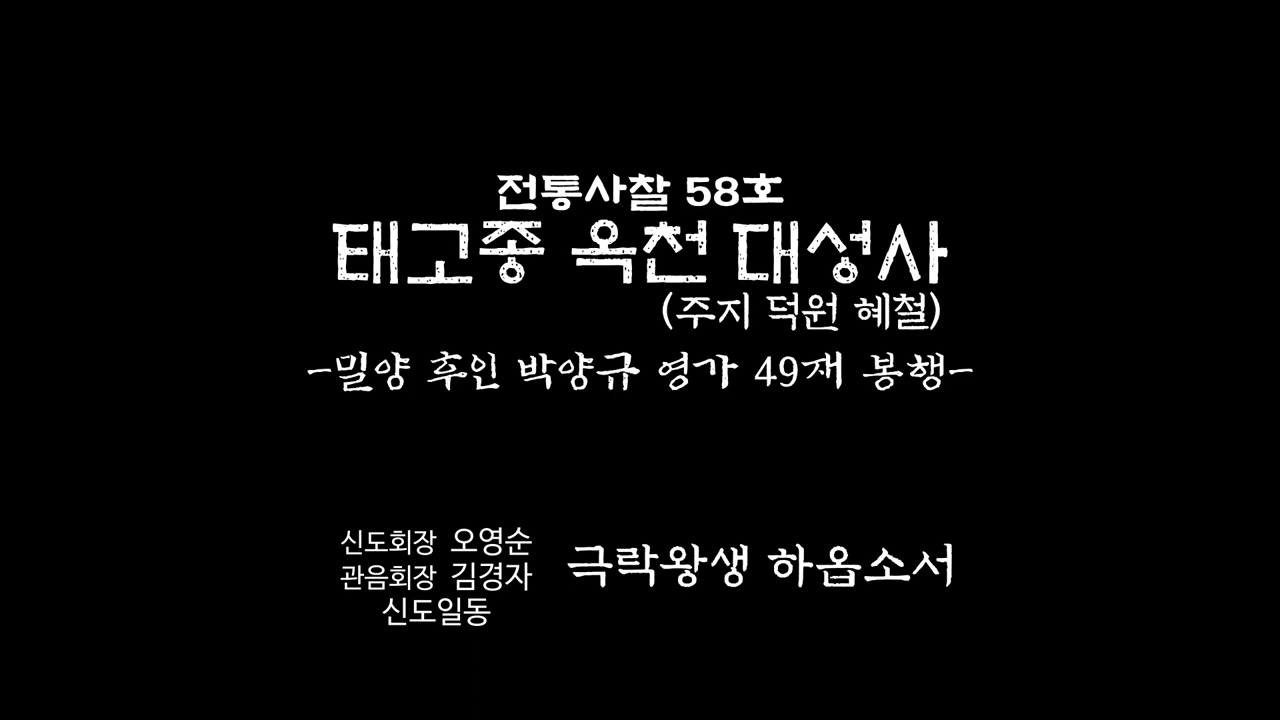 전통사찰 58호
태고종 옥천 대성사
(주지 덕원 혜철)
-밀양 후인 박양규 영가 49재 봉행-
신도회장 오영순
관음회장 김경자
신도일동
극락왕생 하옵소서